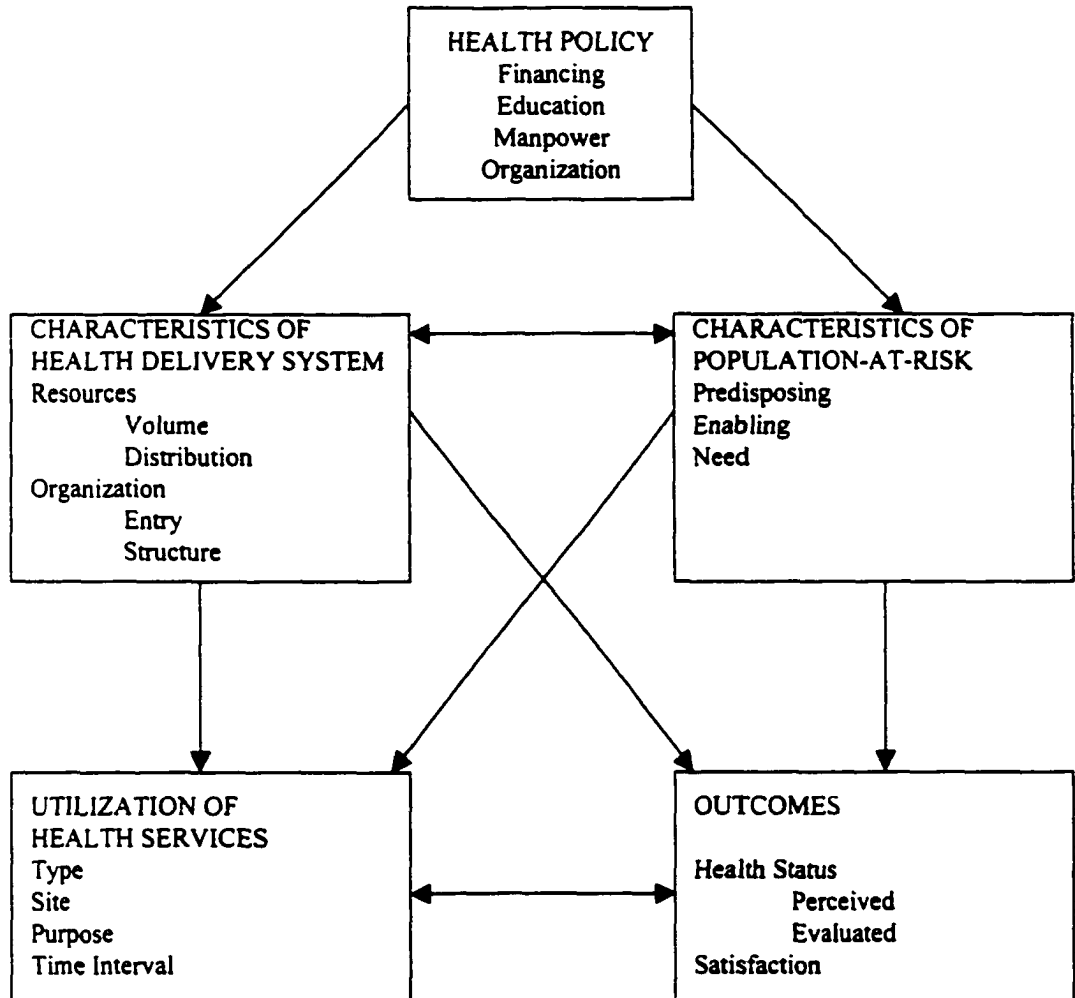 HEALTH POLICY
Financing
Education
Manpower
Organization
CHARACTERISTICS OF
HEALTH DELIVERY SYSTEM
Resources
Volume
Distribution
Organization
Entry
Structure
CHARACTERISTICS OF
POPULATION-AT-RISK
Predisposing
Enabling
Need
UTILIZATION OF
HEALTH SERVICES
Type
Site
Purpose
Time Interval
OUTCOMES
Health Status
Perceived
Evaluated
Satisfaction